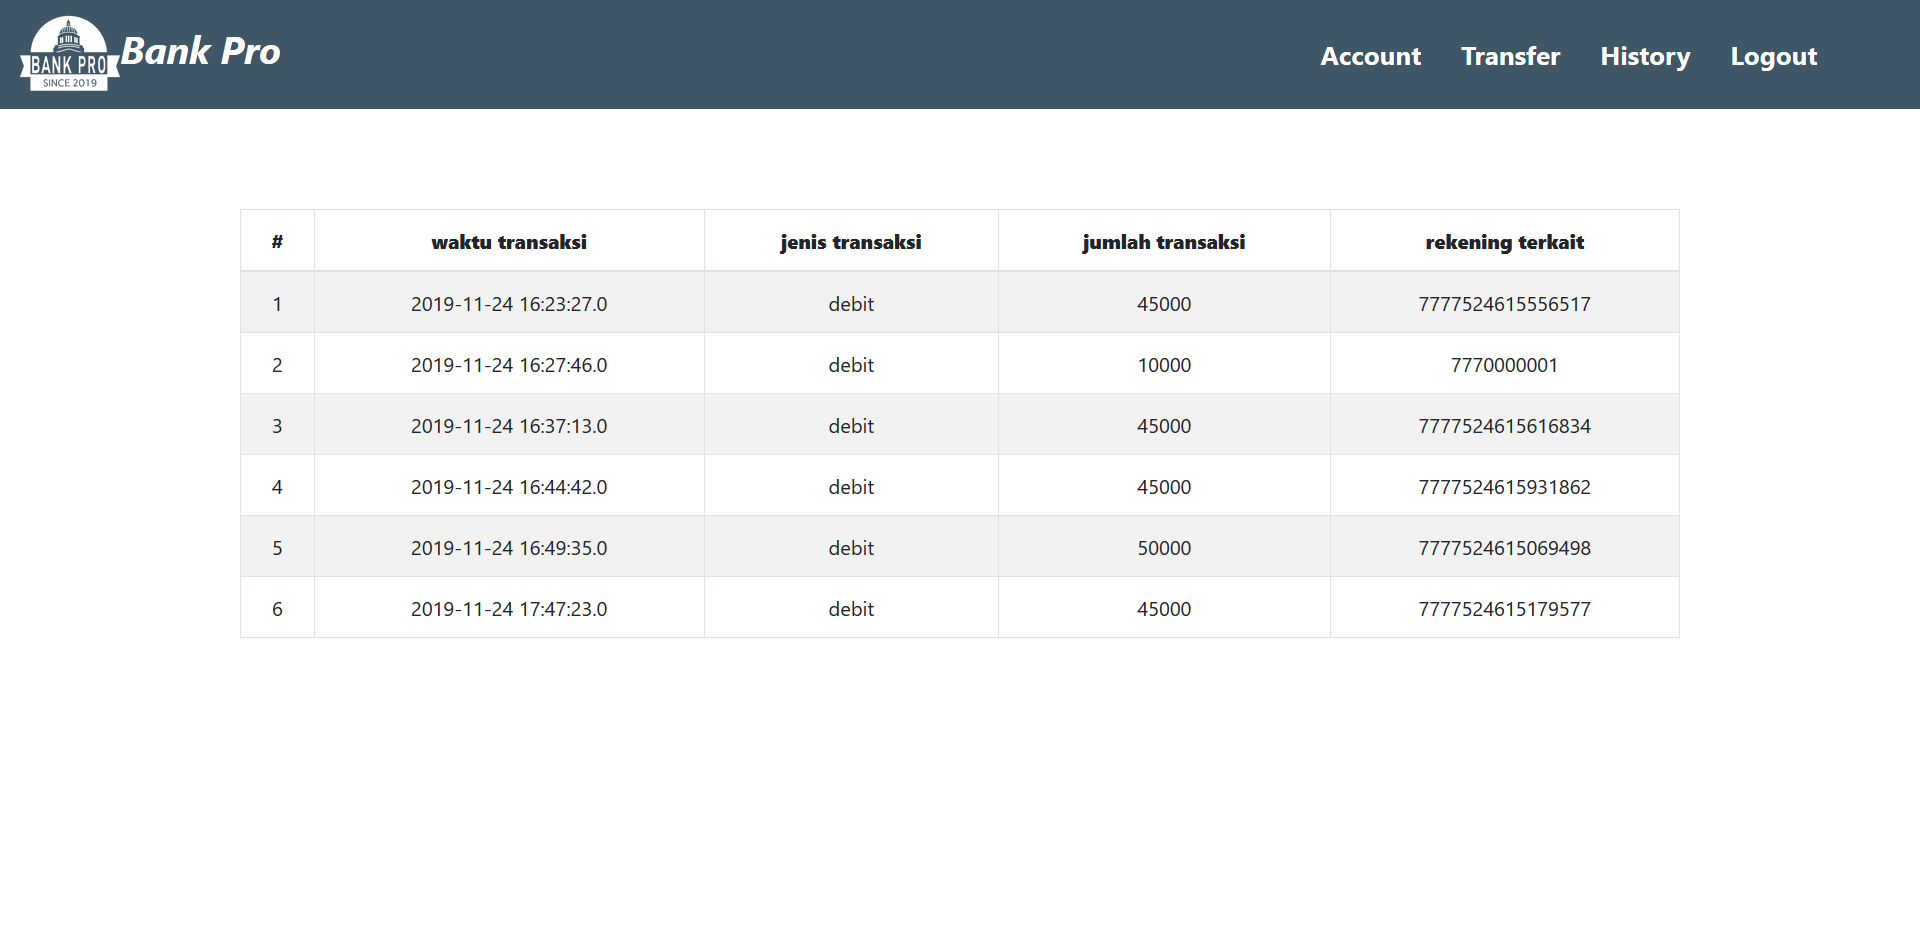 BANK PRO
SINCE 2019
Bank Pro
Account Transfer History Logout
# waktu transaksi jenis transaksi jumlah transaksi rekening terkait
1 2019-11-24 16:23:27.0 debit 45000 7777524615556517
2 2019-11-24 16:27:46.0 debit 10000 7770000001
3 2019-11-24 16:37:13.0 debit 45000 7777524615616834
4 2019-11-24 16:44:42.0 debit 45000 7777524615931862
5 2019-11-24 16:49:35.0 debit 50000 7777524615069498
6 2019-11-24 17:47:23.0 debit 45000 7777524615179577